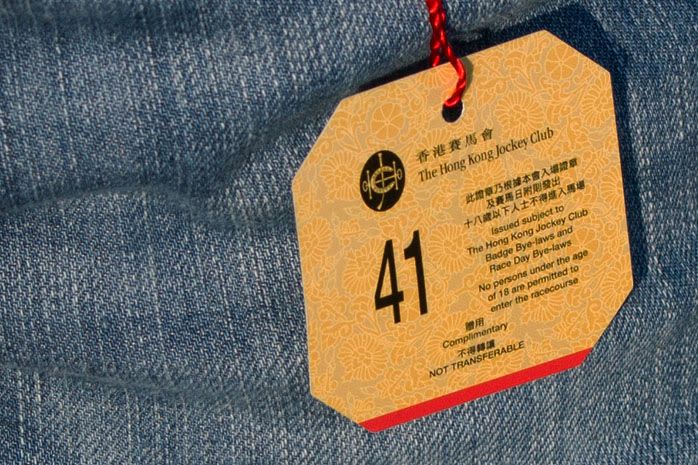 香港賽馬會
The Hong Kong Jockey Club
此證章乃根據本會入場證章
及賽馬日附則發出
十八歲以下人士不得進入馬場
Issued subject to
The Hong Kong Jockey Club
Badge Bye-laws and
Race Day Bye-laws
No persons under the age
of 18 are permitted to
enter the racecourse
41
贈用
Complimentary
不得轉讓
NOT TRANSFERABLE